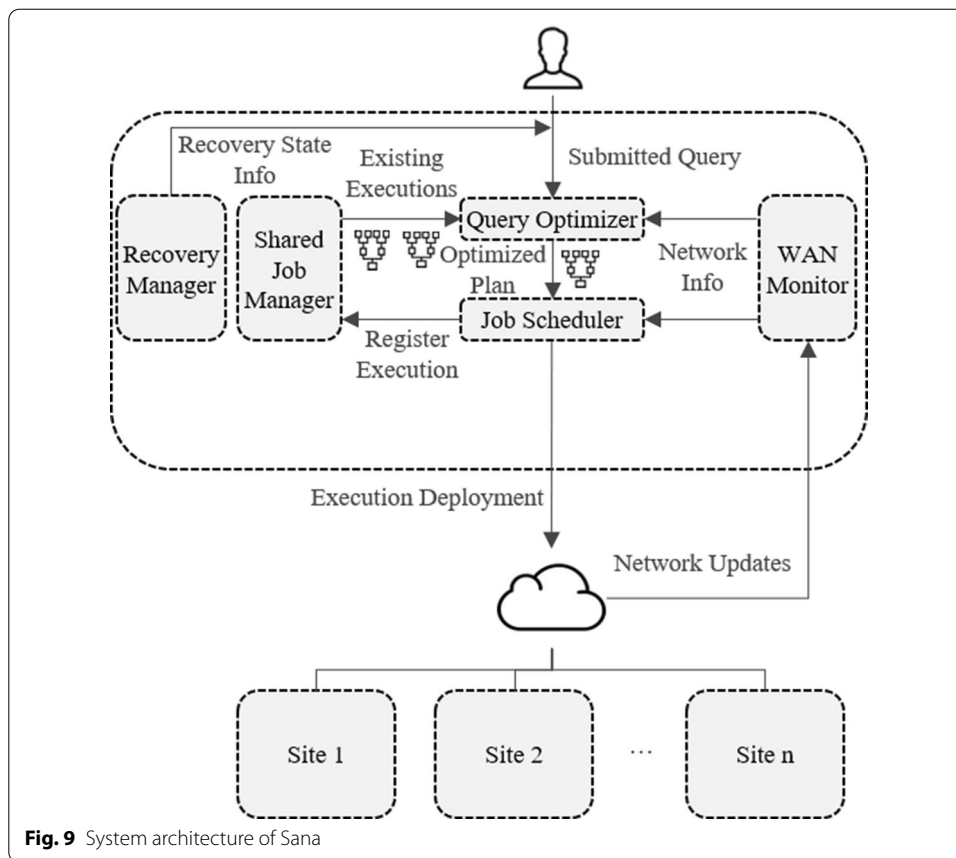 Recovery State
Info
Existing
Executions
Submitted Query
Recovery
Manager
Shared
Job
Manager
Query Optimizer
Optimized
Plan
Network
Info
WAN
Monitor
Job Scheduler
Register
Execution
Execution Deployment
Network Updates
Site 1
Site 2
...
Site n
Fig. 9 System architecture of Sana